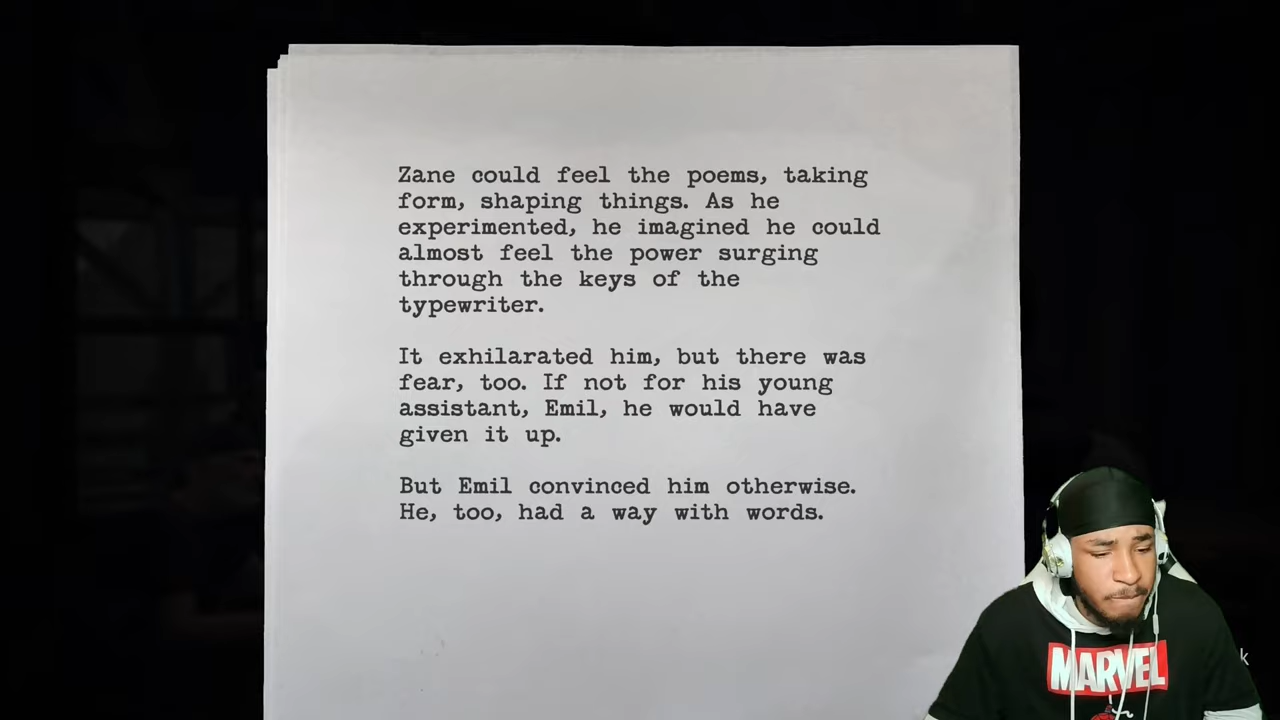 Zane could feel the poems, taking
form, shaping things. As he
experimented, he imagined he could
almost feel the power surging
through the keys of the
typewriter.
It exhilarated him, but there was
fear, too. If not for his young
assistant, Emil, he would have
given it up.
But Emil convinced him otherwise.
He, too, had a way with words.
MARVEL
k